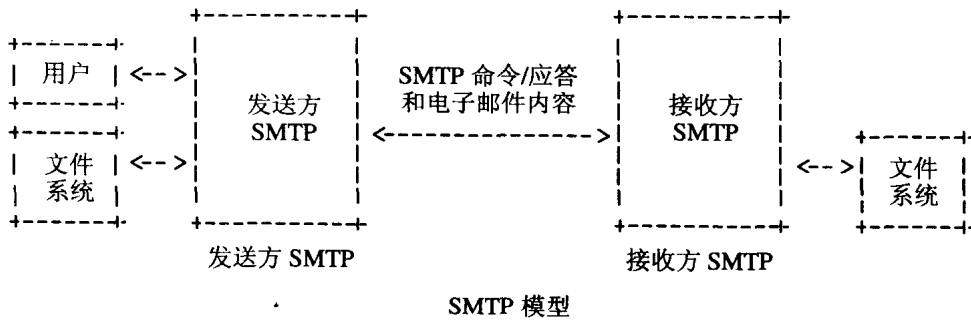 用户
文件
系统
发送方
SMTP
SMTP 命令/应答
和电子邮件内容
接收方
SMTP
文件
系统
发送方 SMTP
接收方 SMTP
SMTP 模型